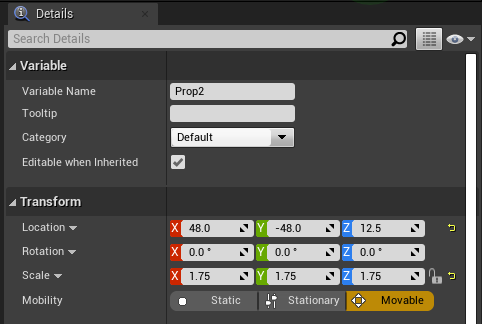 Details
Search Details
Variable
Variable Name Prop2
Tooltip
Category Default
Editable when Inherited
Transform
Location X 48.0 Y -48.0 Z 12.5
Rotation X 0.0 ° Y 0.0 ° Z 0.0 °
Scale X 1.75 Y 1.75 Z 1.75
Mobility Static Stationary Movable